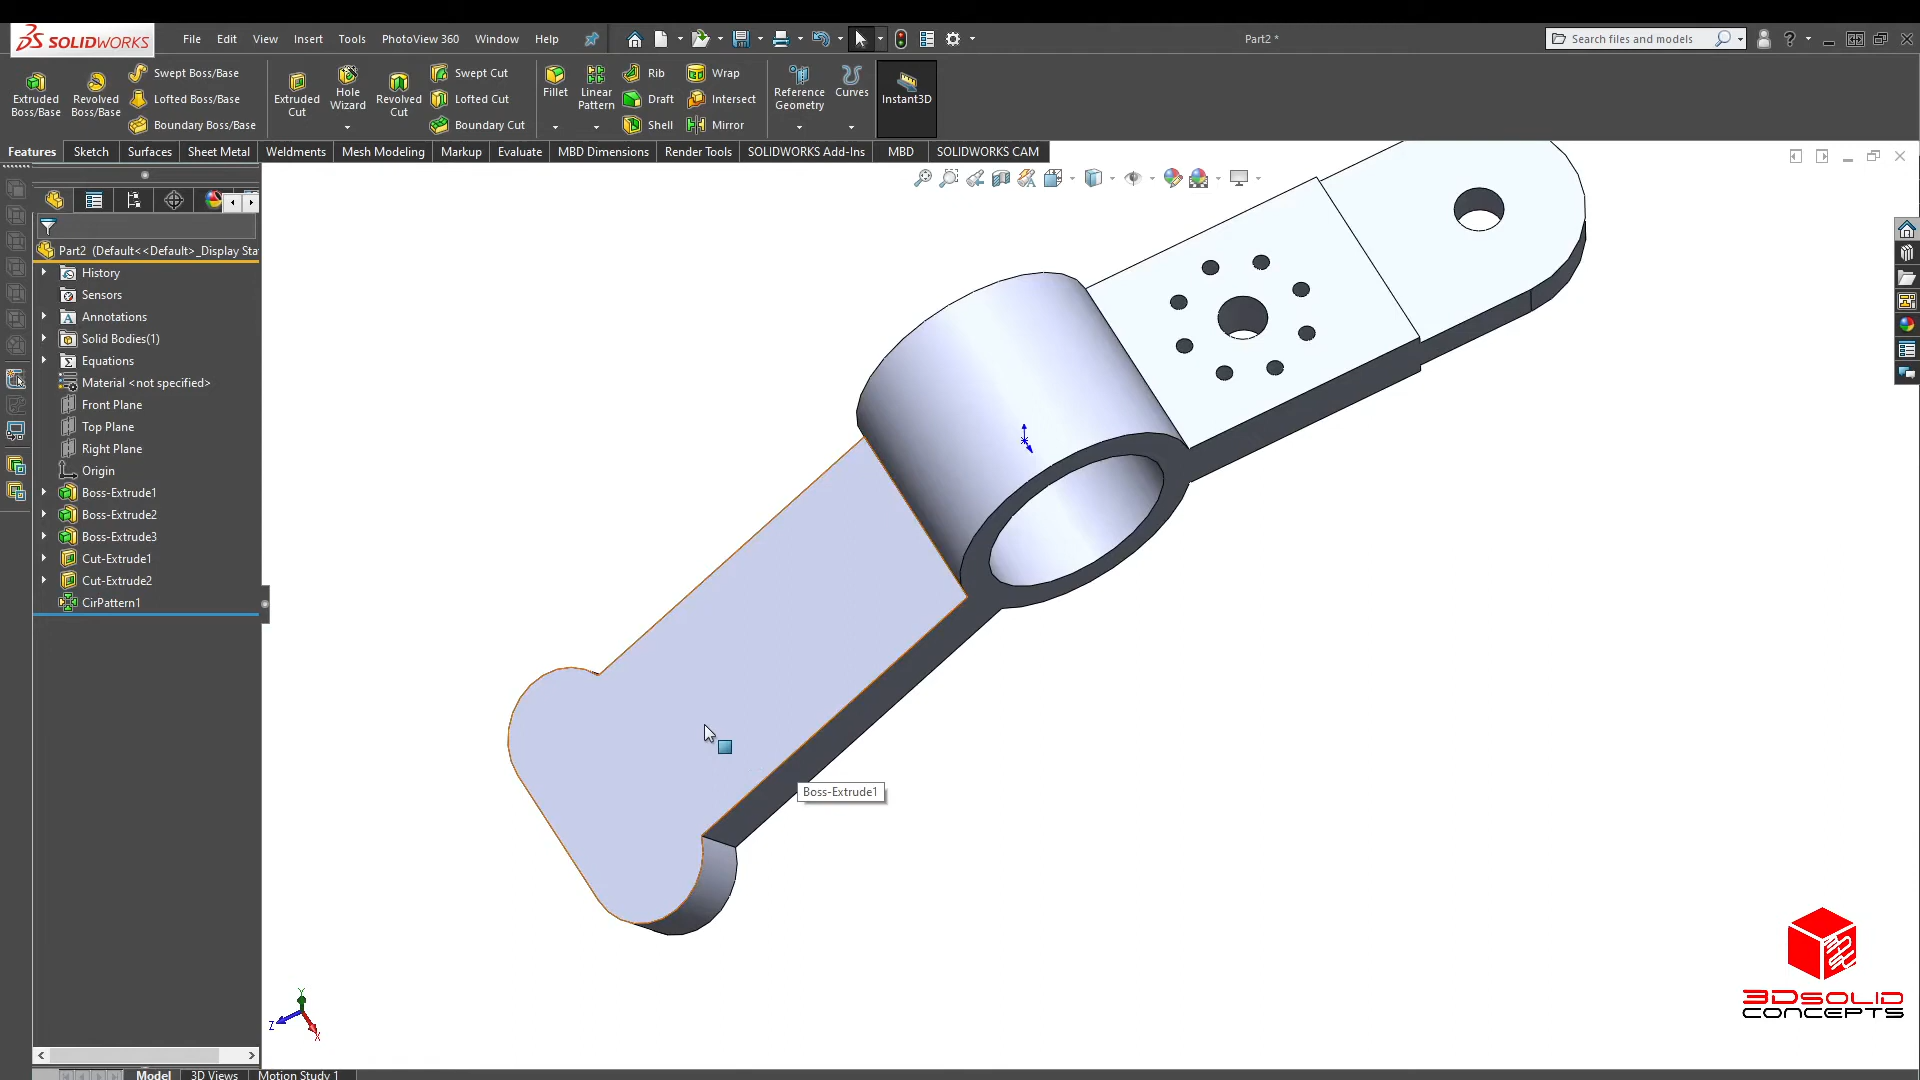 SOLIDWORKS
File Edit View Insert Tools PhotoView 360 Window Help
Part2 *
Search files and models
Extruded Boss/Base
Revolved Boss/Base
Swept Boss/Base
Lofted Boss/Base
Boundary Boss/Base
Extruded Cut
Hole Wizard
Revolved Cut
Swept Cut
Lofted Cut
Boundary Cut
Fillet
Linear Pattern
Rib
Draft
Shell
Wrap
Intersect
Mirror
Reference Geometry
Curves
Instant3D
Features Sketch Surfaces Sheet Metal Weldments Mesh Modeling Markup Evaluate MBD Dimensions Render Tools SOLIDWORKS Add-Ins MBD SOLIDWORKS CAM
Part2 (Default<<Default>_Display Sta
History
Sensors
Annotations
Solid Bodies(1)
Equations
Material <not specified>
Front Plane
Top Plane
Right Plane
Origin
Boss-Extrude1
Boss-Extrude2
Boss-Extrude3
Cut-Extrude1
Cut-Extrude2
CirPattern1
Boss-Extrude1
Y
Z
X
3DSOLID
CONCEPTS
Model 3D Views Motion Study 1